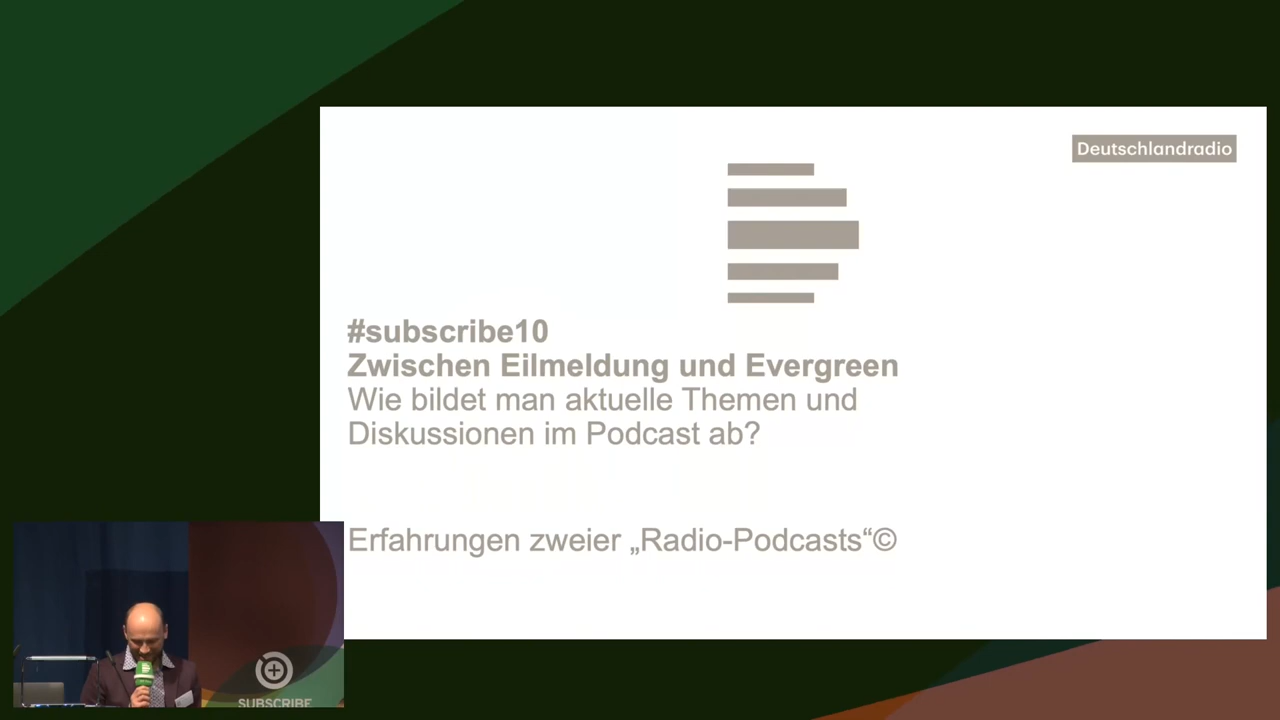 Deutschlandradio
#subscribe10
Zwischen Eilmeldung und Evergreen
Wie bildet man aktuelle Themen und
Diskussionen im Podcast ab?
Erfahrungen zweier „Radio-Podcasts“©
SUBSCRIBE